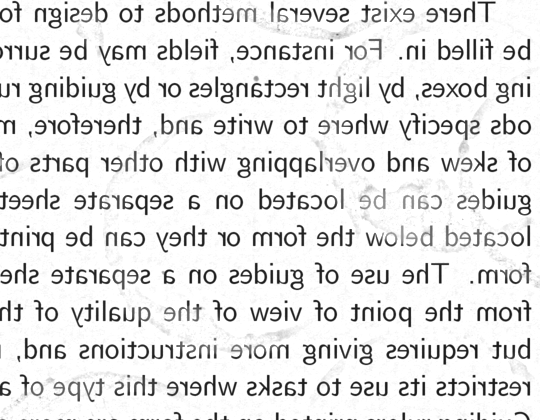 There exist several methods to design fo
be filled in. For instance, fields may be surro
ing boxes, by light rectangles or by guiding ru
ods specify where to write and, therefore, m
of skew and overlapping with other parts of
guides can be located on a separate sheet
located below the form or they can be print
form. The use of guides on a separate she
from the point of view of the quality of th
but requires giving more instructions and,
restricts its use to tasks where this type of a